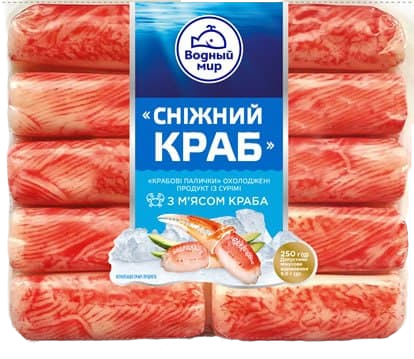 Водный
мир
«СНІЖНИЙ
КРАБ»
«КРАБОВІ ПАЛИЧКИ» ОХОЛОДЖЕНІ
ПРОДУКТ ІЗ СУРІМІ
З М'ЯСОМ КРАБА
250 г (g)